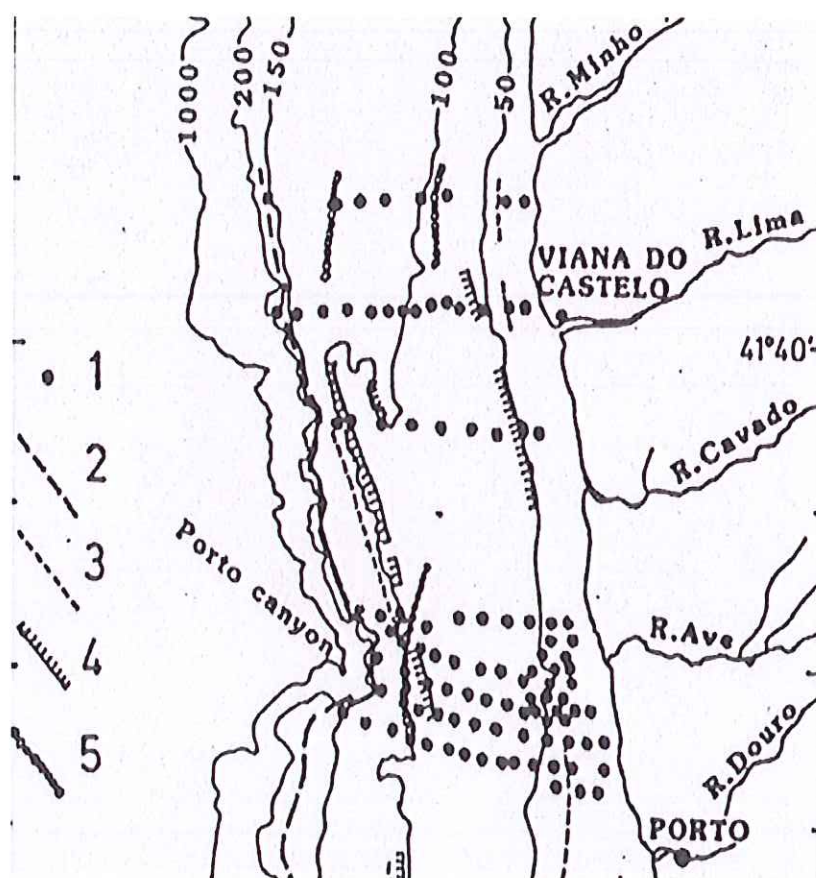 1000
200
150
100
50
R.Minho
R.Lima
VIANA DO
CASTELO
41°40'
1
2
3
4
5
R.Cavado
Porto canyon
R.Ave
R.Douro
PORTO